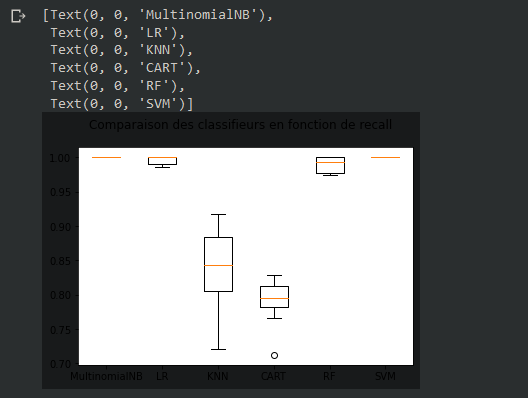 [Text(0, 0, 'MultinomialNB'),
Text(0, 0, 'LR'),
Text(0, 0, 'KNN'),
Text(0, 0, 'CART'),
Text(0, 0, 'RF'),
Text(0, 0, 'SVM')]
Comparaison des classifieurs en fonction de recall
1.00
0.95
0.90
0.85
0.80
0.75
0.70
MultinomialNB LR KNN CART RF SVM